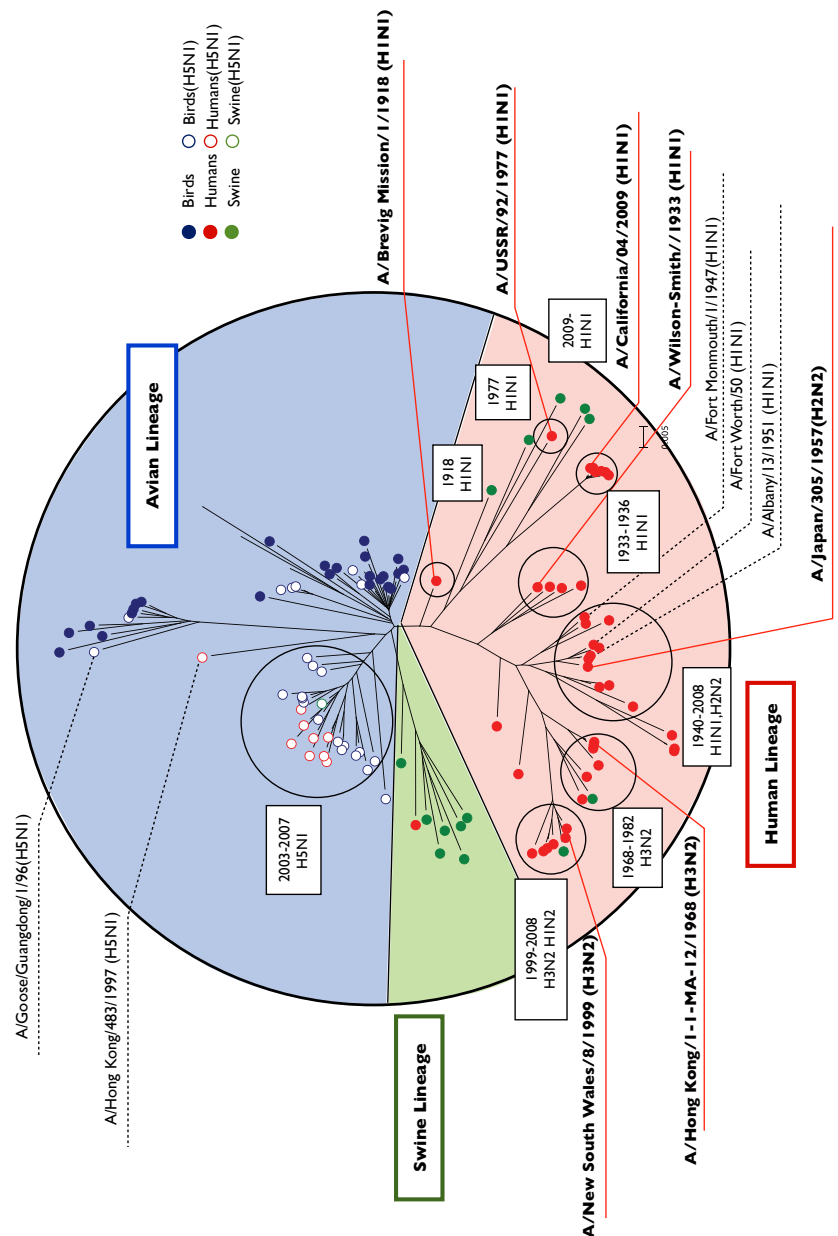 A/Goose/Guangdong/1/96(H5N1)
A/Hong Kong/483/1997 (H5N1)
Avian Lineage
Birds
Humans
Swine
Birds(H5N1)
Humans(H5N1)
Swine(H5N1)
2003-2007
H5N1
A/Brevig Mission/1/1918 (H1N1)
A/USSR/92/1977 (H1N1)
A/California/04/2009 (H1N1)
A/Wilson-Smith//1933 (H1N1)
A/Fort Monmouth/1/1947(H1N1)
A/Fort Worth/50 (H1N1)
A/Albany/13/1951 (H1N1)
A/Japan/305/1957(H2N2)
1918
H1N1
1977
H1N1
2009-
H1N1
0.005
1933-1936
H1N1
1940-2008
H1N1,H2N2
1968-1982
H3N2
1999-2008
H3N2 H1N2
Swine Lineage
Human Lineage
A/New South Wales/8/1999 (H3N2)
A/Hong Kong/1-1-MA-12/1968 (H3N2)